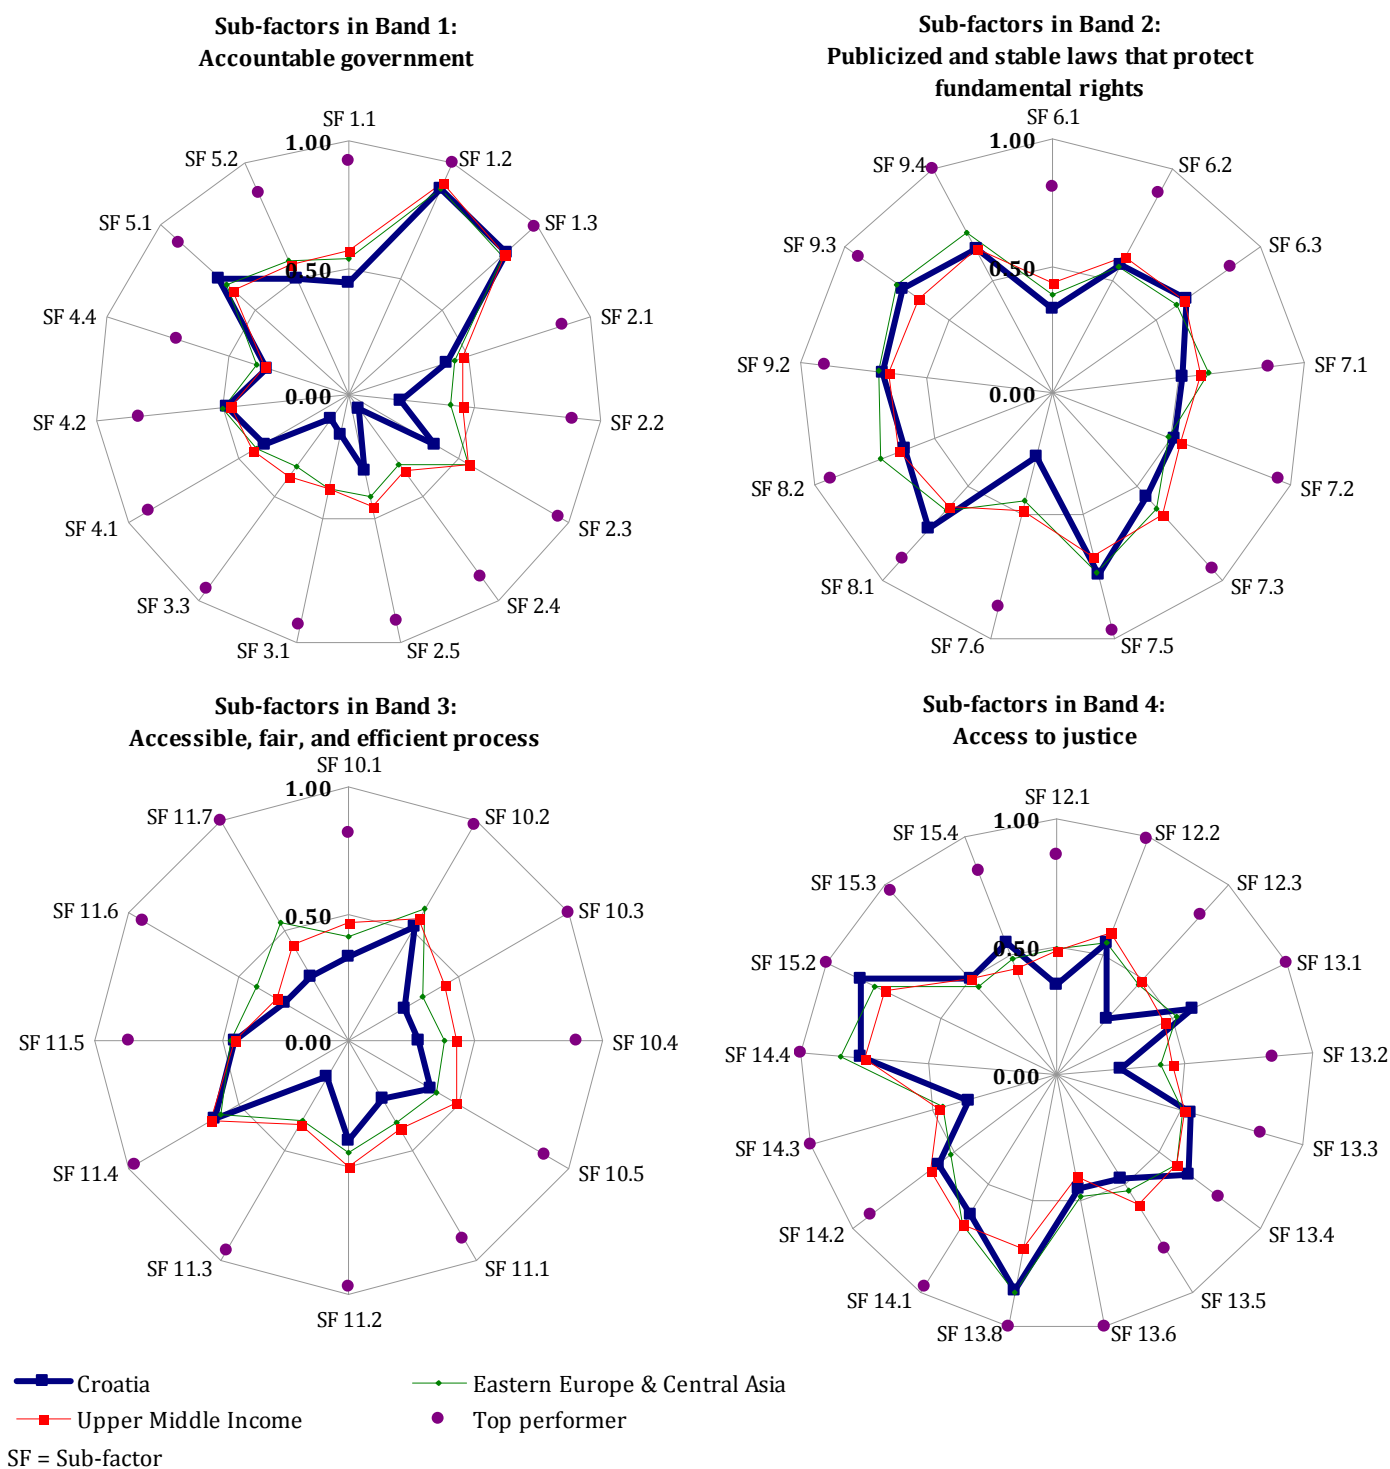 Sub-factors in Band 1:
Accountable government
SF 1.1
1.00
SF 5.2
SF 1.2
SF 5.1
SF 1.3
0.50
SF 4.4
SF 2.1
0.00
SF 4.2
SF 2.2
SF 4.1
SF 2.3
SF 3.3
SF 2.4
SF 3.1
SF 2.5
Sub-factors in Band 2:
Publicized and stable laws that protect
fundamental rights
SF 6.1
1.00
SF 9.4
SF 6.2
SF 9.3
SF 6.3
0.50
SF 9.2
SF 7.1
0.00
SF 8.2
SF 7.2
SF 8.1
SF 7.3
SF 7.6
SF 7.5
Sub-factors in Band 3:
Accessible, fair, and efficient process
SF 10.1
1.00
SF 11.7
SF 10.2
SF 11.6
SF 10.3
0.50
SF 11.5
0.00
SF 10.4
SF 11.4
SF 10.5
SF 11.3
SF 11.1
SF 11.2
Sub-factors in Band 4:
Access to justice
SF 12.1
1.00
SF 15.4
SF 12.2
SF 15.3
SF 12.3
0.50
SF 15.2
SF 13.1
SF 14.4
SF 13.2
0.00
SF 14.3
SF 13.3
SF 14.2
SF 13.4
SF 14.1
SF 13.5
SF 13.8
SF 13.6
Croatia
Eastern Europe & Central Asia
Upper Middle Income
Top performer
SF = Sub-factor